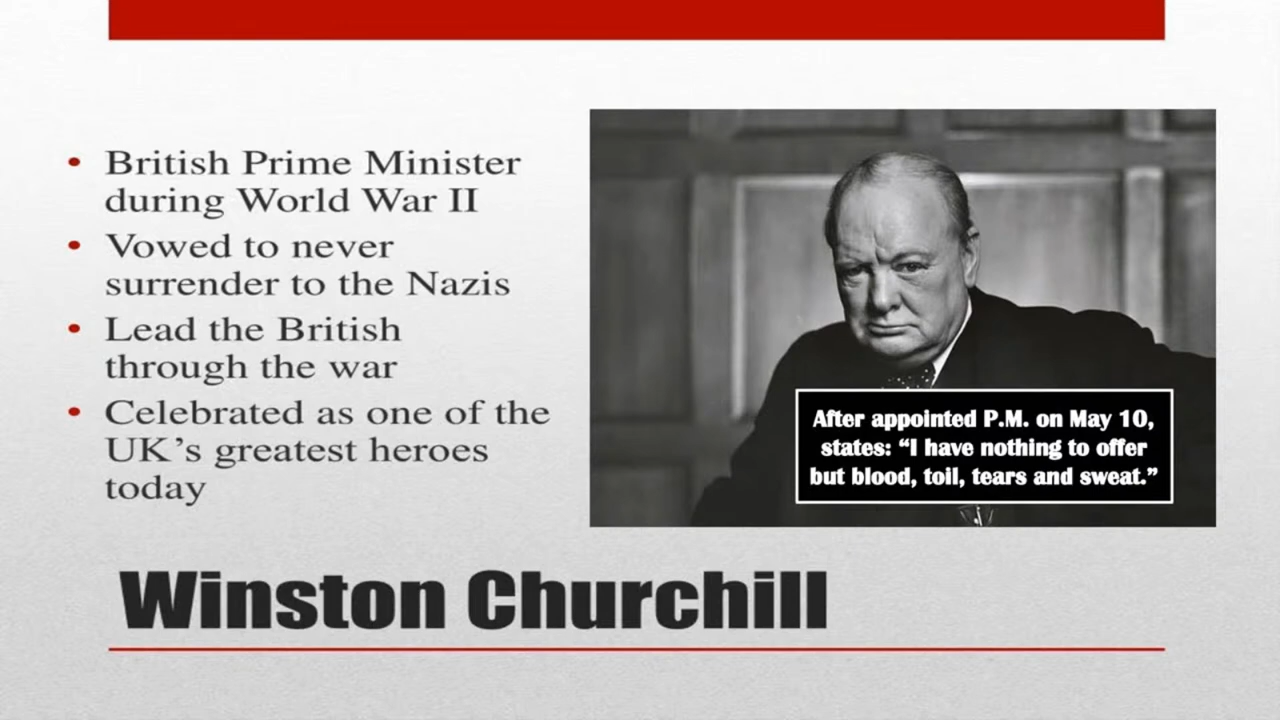 • British Prime Minister
during World War II
• Vowed to never
surrender to the Nazis
• Lead the British
through the war
• Celebrated as one of the
UK’s greatest heroes
today
After appointed P.M. on May 10,
states: “I have nothing to offer
but blood, toil, tears and sweat.”
Winston Churchill